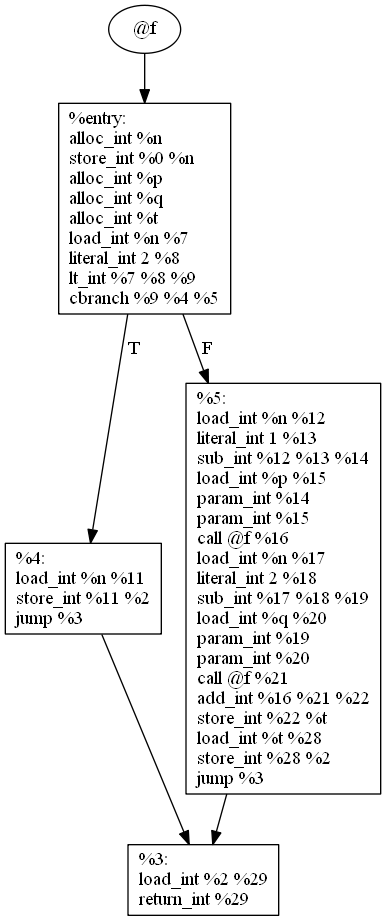 @f
%entry:
alloc_int %n
store_int %0 %n
alloc_int %p
alloc_int %q
alloc_int %t
load_int %n %7
literal_int 2 %8
lt_int %7 %8 %9
cbranch %9 %4 %5
T
F
%5:
load_int %n %12
literal_int 1 %13
sub_int %12 %13 %14
load_int %p %15
param_int %14
param_int %15
call @f %16
load_int %n %17
literal_int 2 %18
sub_int %17 %18 %19
load_int %q %20
param_int %19
param_int %20
call @f %21
add_int %16 %21 %22
store_int %22 %t
load_int %t %28
store_int %28 %2
jump %3
%4:
load_int %n %11
store_int %11 %2
jump %3
%3:
load_int %2 %29
return_int %29